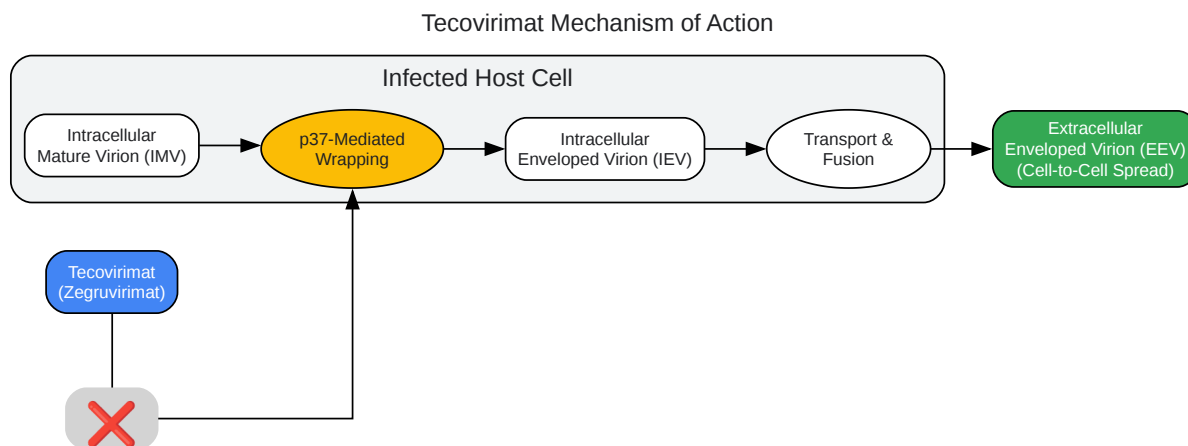 Tecovirimat Mechanism of Action
Infected Host Cell
Intracellular
Mature Virion (IMV)
p37-Mediated
Wrapping
Intracellular
Enveloped Virion (IEV)
Transport &
Fusion
Extracellular
Enveloped Virion (EEV)
(Cell-to-Cell Spread)
Tecovirimat
(Zegruvirimat)